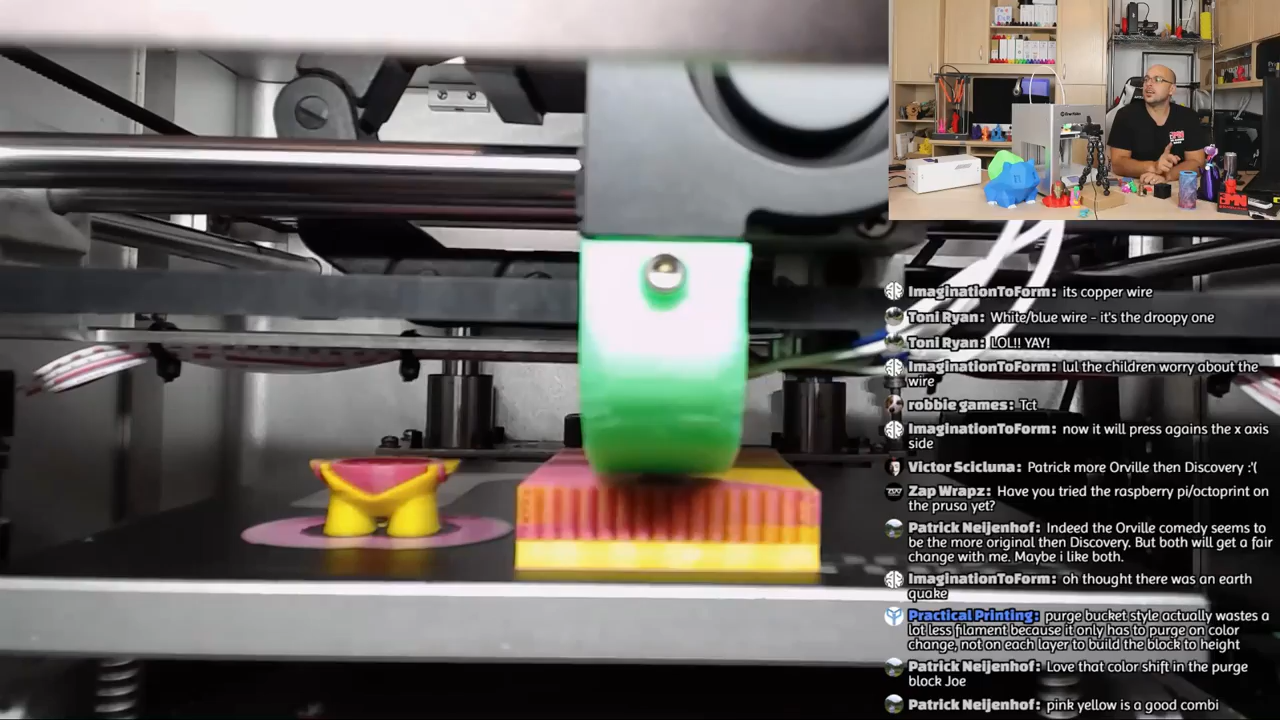 ImaginationToForm: its copper wire
Toni Ryan: White/blue wire - it's the droopy one
Toni Ryan: LOL!! YAY!
ImaginationToForm: lul the children worry about the
wire
robbie games: Tct
ImaginationToForm: now it will press agains the x axis
side
Victor Scicluna: Patrick more Orville then Discovery :'(
Zap Wrapz: Have you tried the raspberry pi/octoprint on
the prusa yet?
Patrick Neijenhof: Indeed the Orville comedy seems to
be the more original then Discovery. But both will get a fair
change with me. Maybe i like both.
ImaginationToForm: oh thought there was an earth
quake
Practical Printing: purge bucket style actually wastes a
lot less filament because it only has to purge on color
change, not on each layer to build the block to height
Patrick Neijenhof: Love that color shift in the purge
block Joe
Patrick Neijenhof: pink yellow is a good combi